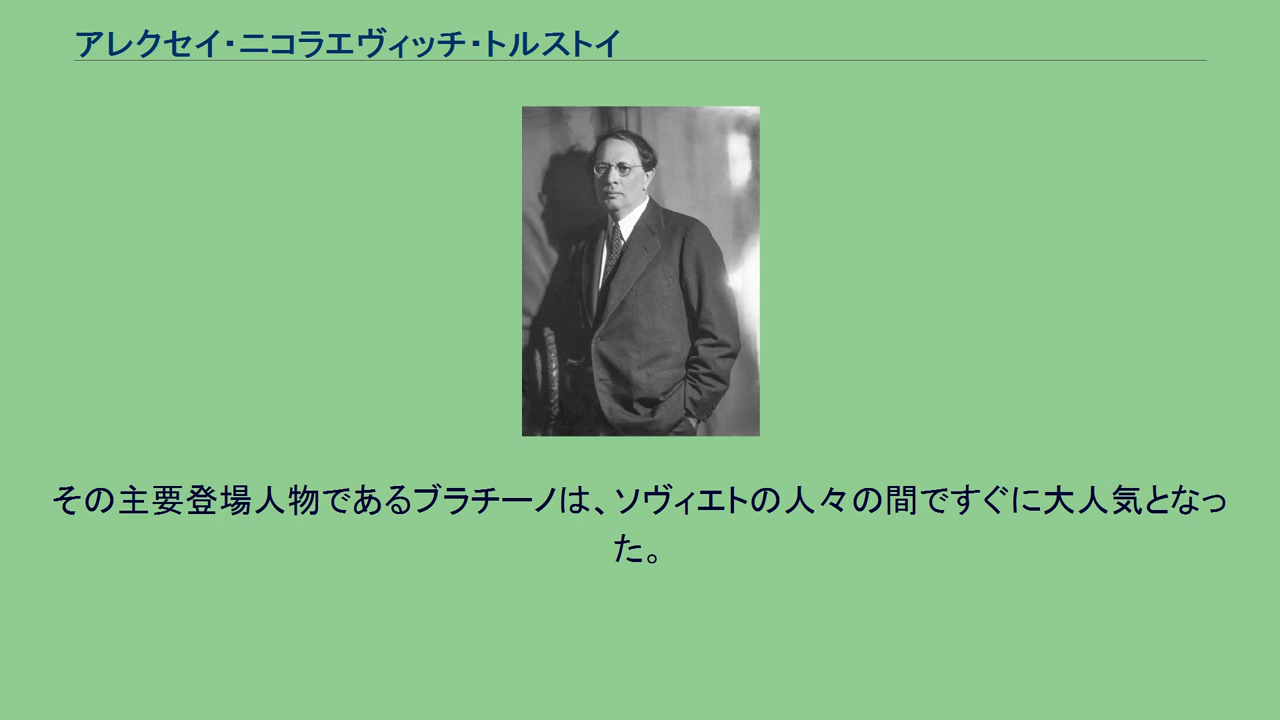 アレクセイ・ニコラエヴィッチ・トルストイ
その主要登場人物であるブラチーノは、ソヴィエトの人々の間ですぐに大人気となっ
た。